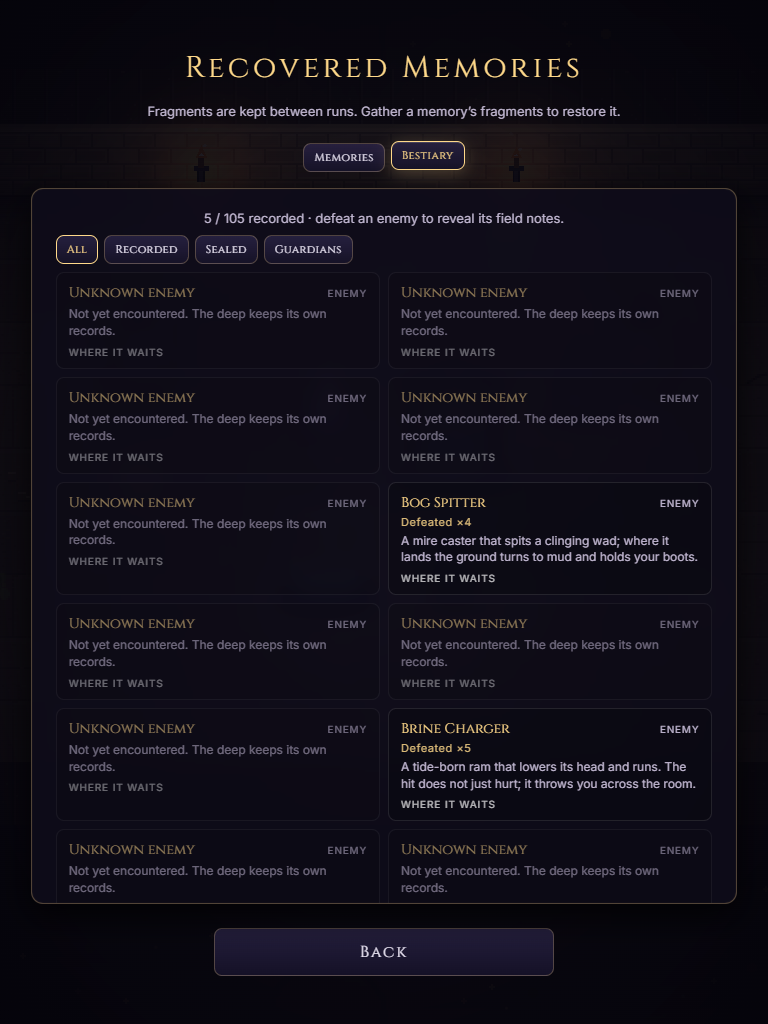 Recovered Memories
Fragments are kept between runs. Gather a memory's fragments to restore it.
Memories
Bestiary
5 / 105 recorded · defeat an enemy to reveal its field notes.
All
Recorded
Sealed
Guardians
Unknown enemy
ENEMY
Not yet encountered. The deep keeps its own
records.
WHERE IT WAITS
Unknown enemy
ENEMY
Not yet encountered. The deep keeps its own
records.
WHERE IT WAITS
Unknown enemy
ENEMY
Not yet encountered. The deep keeps its own
records.
WHERE IT WAITS
Unknown enemy
ENEMY
Not yet encountered. The deep keeps its own
records.
WHERE IT WAITS
Unknown enemy
ENEMY
Not yet encountered. The deep keeps its own
records.
WHERE IT WAITS
Bog Spitter
ENEMY
Defeated ×4
A mire caster that spits a clinging wad; where it
lands the ground turns to mud and holds your boots.
WHERE IT WAITS
Unknown enemy
ENEMY
Not yet encountered. The deep keeps its own
records.
WHERE IT WAITS
Unknown enemy
ENEMY
Not yet encountered. The deep keeps its own
records.
WHERE IT WAITS
Unknown enemy
ENEMY
Not yet encountered. The deep keeps its own
records.
WHERE IT WAITS
Brine Charger
ENEMY
Defeated ×5
A tide-born ram that lowers its head and runs. The
hit does not just hurt; it throws you across the room.
WHERE IT WAITS
Unknown enemy
ENEMY
Not yet encountered. The deep keeps its own
records.
Unknown enemy
ENEMY
Not yet encountered. The deep keeps its own
records.
Back